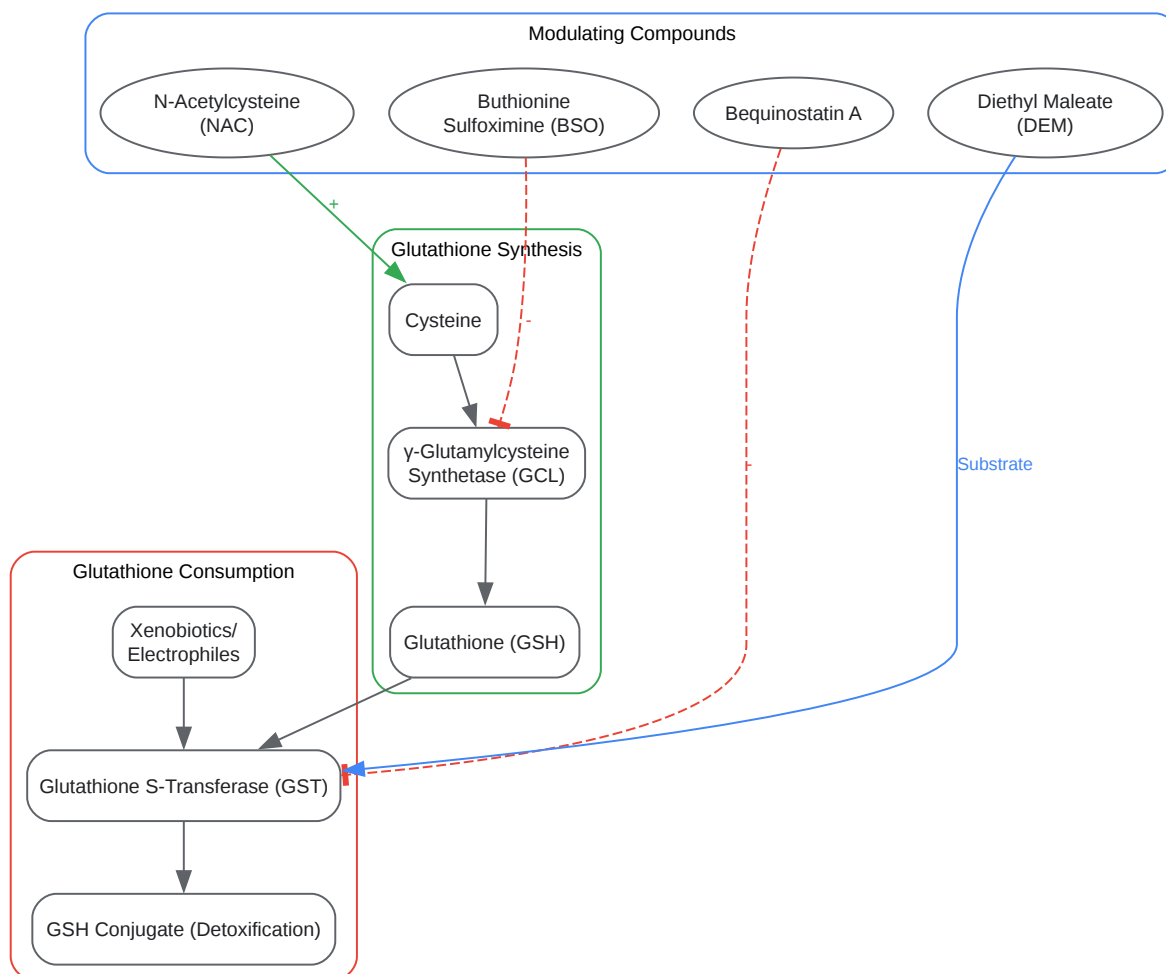 Modulating Compounds
N-Acetylcysteine
(NAC)
Buthionine
Sulfoximine (BSO)
Bequinostatin A
Diethyl Maleate
(DEM)
+
Glutathione Synthesis
Cysteine
-
γ-Glutamylcysteine
Synthetase (GCL)
-
Substrate
Glutathione Consumption
Xenobiotics/
Electrophiles
Glutathione (GSH)
Glutathione S-Transferase (GST)
GSH Conjugate (Detoxification)